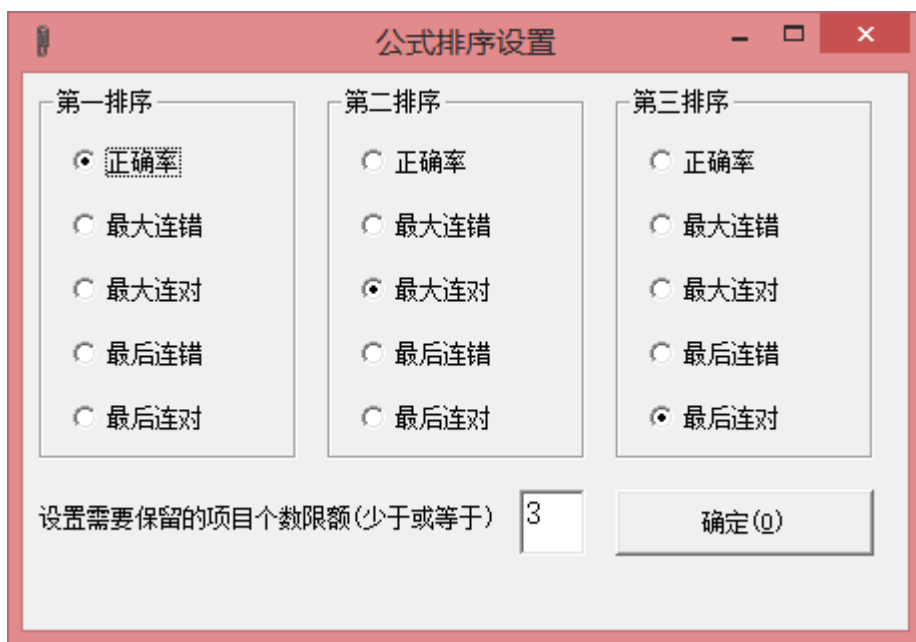 公式排序设置
第一排序
正确率
最大连错
最大连对
最后连错
最后连对
第二排序
正确率
最大连错
最大连对
最后连错
最后连对
第三排序
正确率
最大连错
最大连对
最后连错
最后连对
设置需要保留的项目个数限额(少于或等于)
3
确定(O)